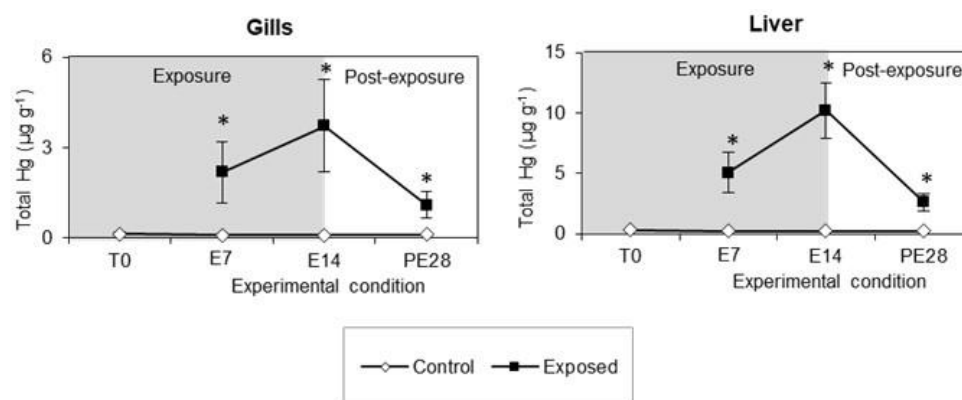 Gills
Total Hg (µg g-1)
6
3
0
Exposure
Post-exposure
*
*
*
T0
E7
E14
PE28
Experimental condition
Liver
Total Hg (µg g-1)
15
10
5
0
Exposure
Post-exposure
*
*
*
T0
E7
E14
PE28
Experimental condition
Control
Exposed